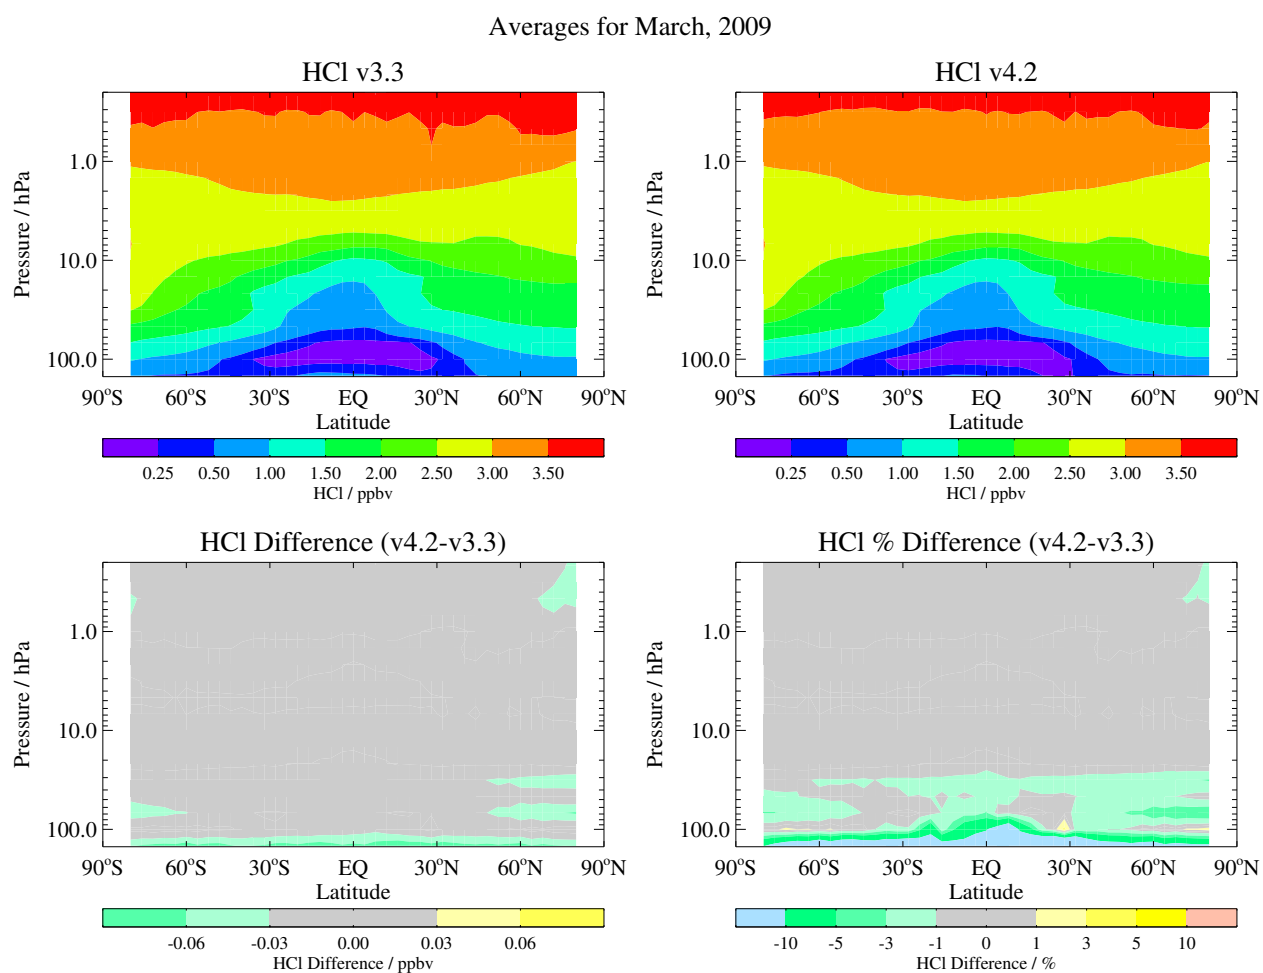 Averages for March, 2009
HCl v3.3
HCl v4.2
Pressure / hPa
1.0
10.0
100.0
90°S 60°S 30°S EQ 30°N 60°N 90°N
Latitude
0.25 0.50 1.00 1.50 2.00 2.50 3.00 3.50
HCl / ppbv
Pressure / hPa
1.0
10.0
100.0
90°S 60°S 30°S EQ 30°N 60°N 90°N
Latitude
0.25 0.50 1.00 1.50 2.00 2.50 3.00 3.50
HCl / ppbv
HCl Difference (v4.2-v3.3)
HCl % Difference (v4.2-v3.3)
Pressure / hPa
1.0
10.0
100.0
90°S 60°S 30°S EQ 30°N 60°N 90°N
Latitude
-0.06 -0.03 0.00 0.03 0.06
HCl Difference / ppbv
Pressure / hPa
1.0
10.0
100.0
90°S 60°S 30°S EQ 30°N 60°N 90°N
Latitude
-10 -5 -3 -1 0 1 3 5 10
HCl Difference / %